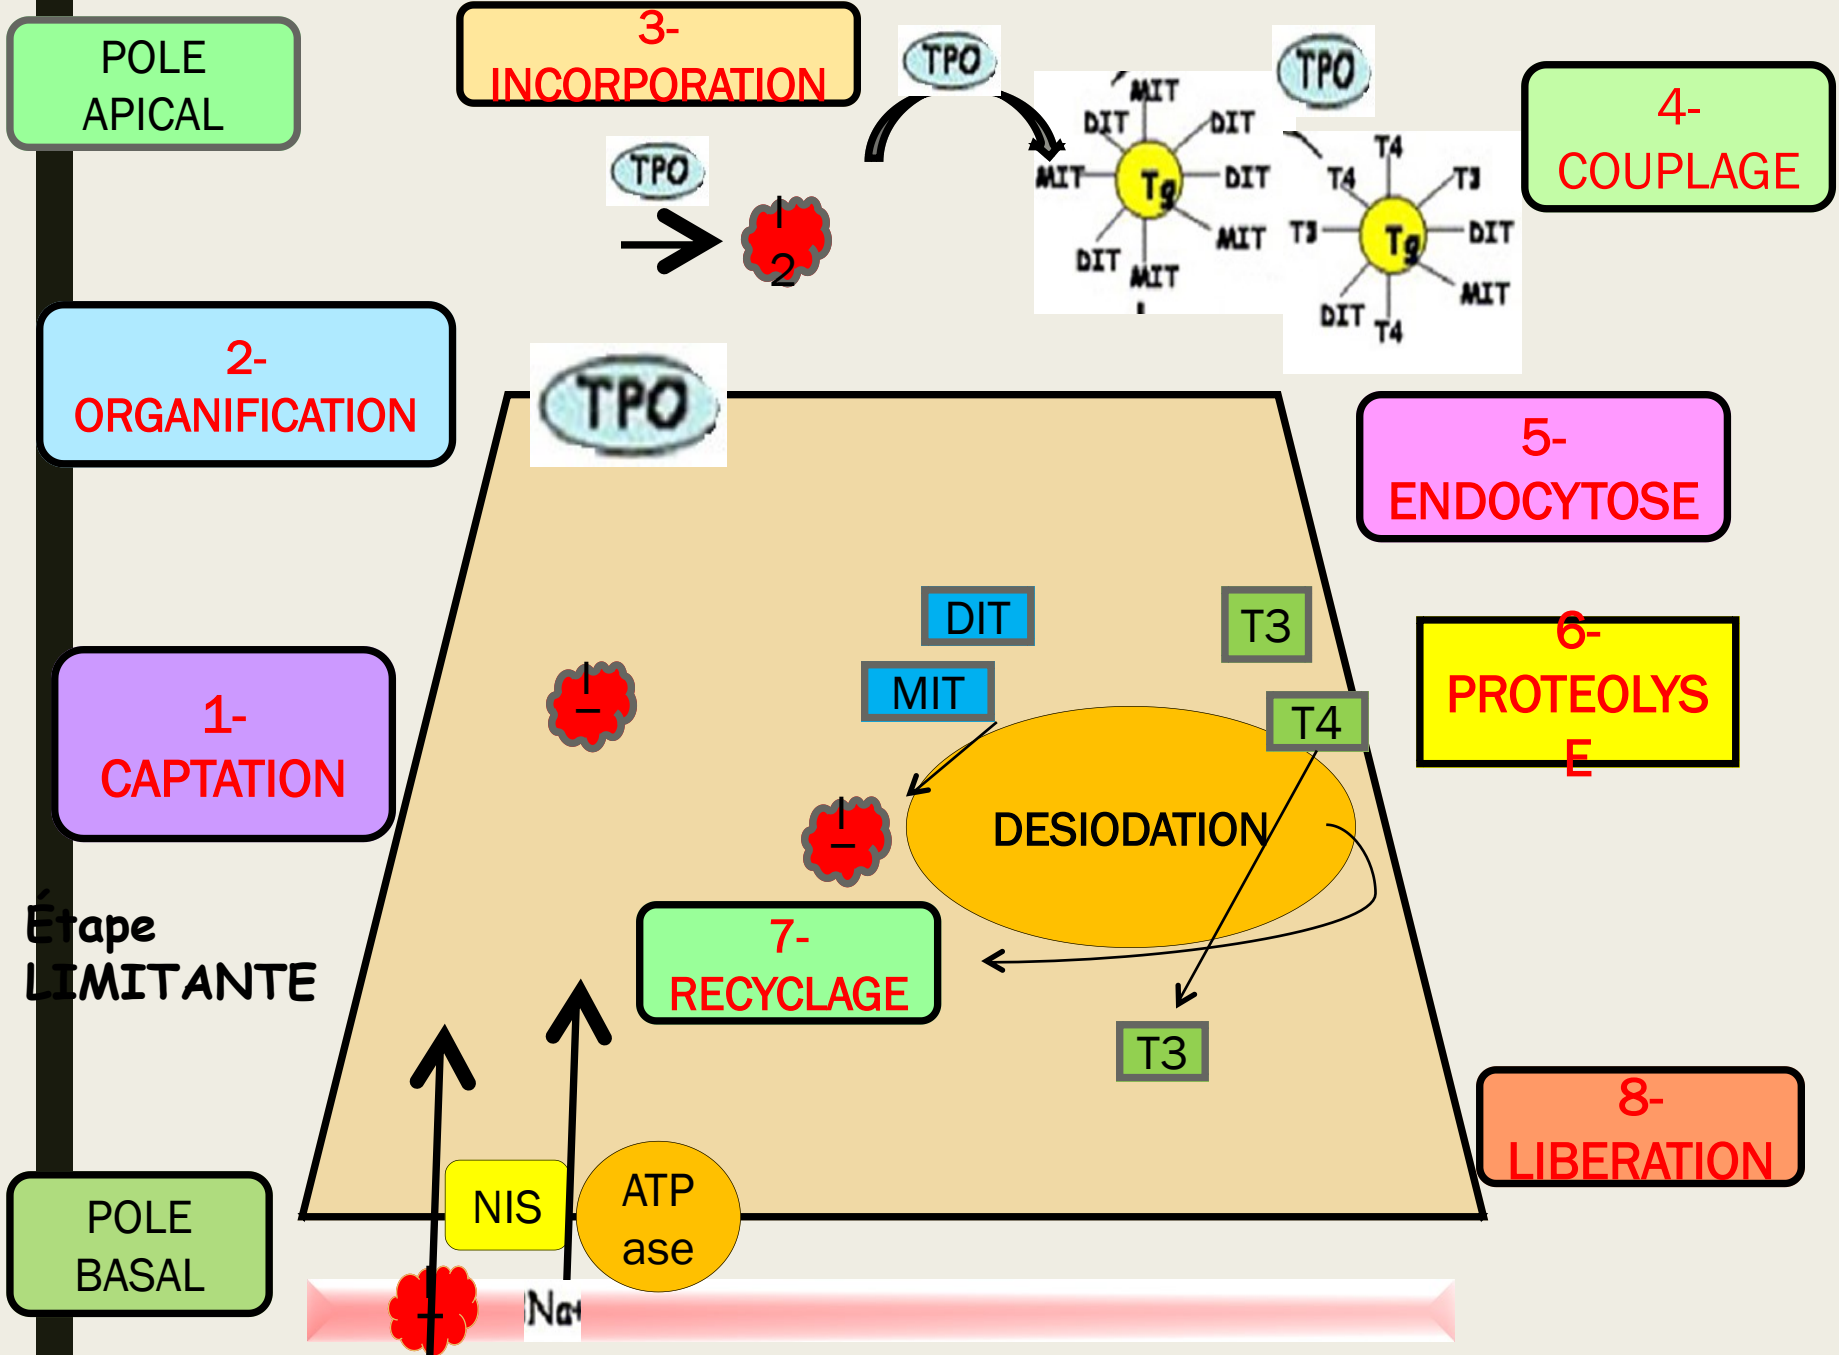 POLE
APICAL
3-
INCORPORATION
TPO
TPO
TPO
MIT
DIT
DIT
MIT
Tg
DIT
DIT
MIT
MIT
T4
T4
T3
T3
Tg
DIT
DIT
MIT
T4
4-
COUPLAGE
TPO
I
2
2-
ORGANIFICATION
TPO
5-
ENDOCYTOSE
DIT
MIT
T3
T4
6-
PROTEOLYS
E
1-
CAPTATION
I
–
I
–
DESIODATION
Étape
LIMITANTE
7-
RECYCLAGE
T3
8-
LIBERATION
NIS
ATP
ase
POLE
BASAL
I
–
Na+